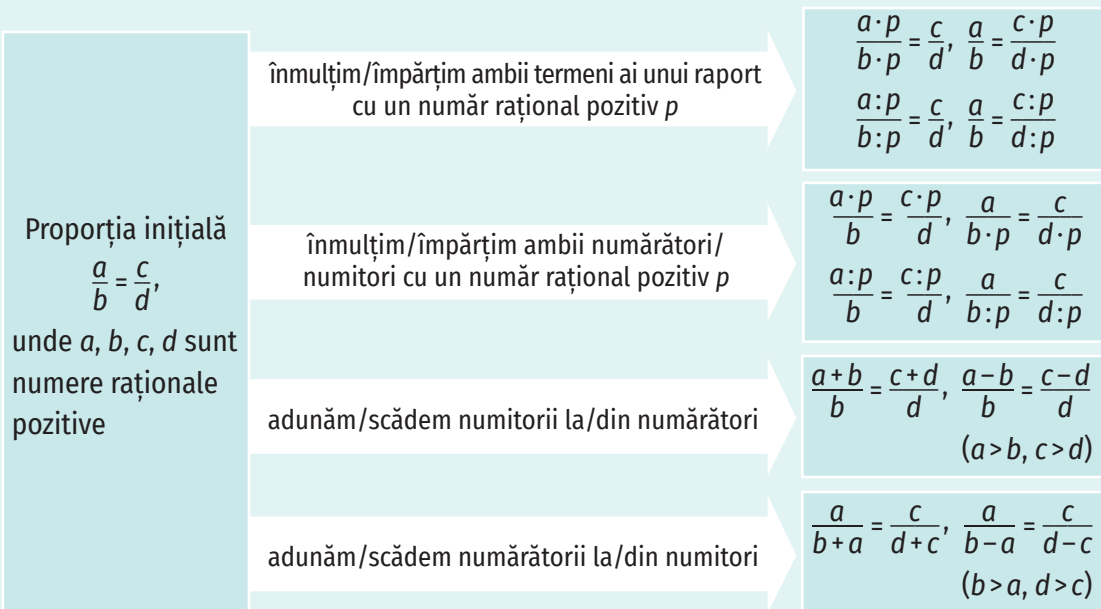 Proporția inițială
a/b = c/d,
unde a, b, c, d sunt
numere raționale
pozitive
înmulțim/împărțim ambii termeni ai unui raport
cu un număr rațional pozitiv p
a·p/b·p = c/d, a/b = c·p/d·p
a:p/b:p = c/d, a/b = c:p/d:p
înmulțim/împărțim ambii numărători/
numitori cu un număr rațional pozitiv p
a·p/b = c·p/d, a/b·p = c/d·p
a:p/b = c:p/d, a/b:p = c/d:p
adunăm/scădem numitorii la/din numărători
a+b/b = c+d/d, a−b/b = c−d/d
(a>b, c>d)
adunăm/scădem numărătorii la/din numitori
a/b+a = c/d+c, a/b−a = c/d−c
(b>a, d>c)